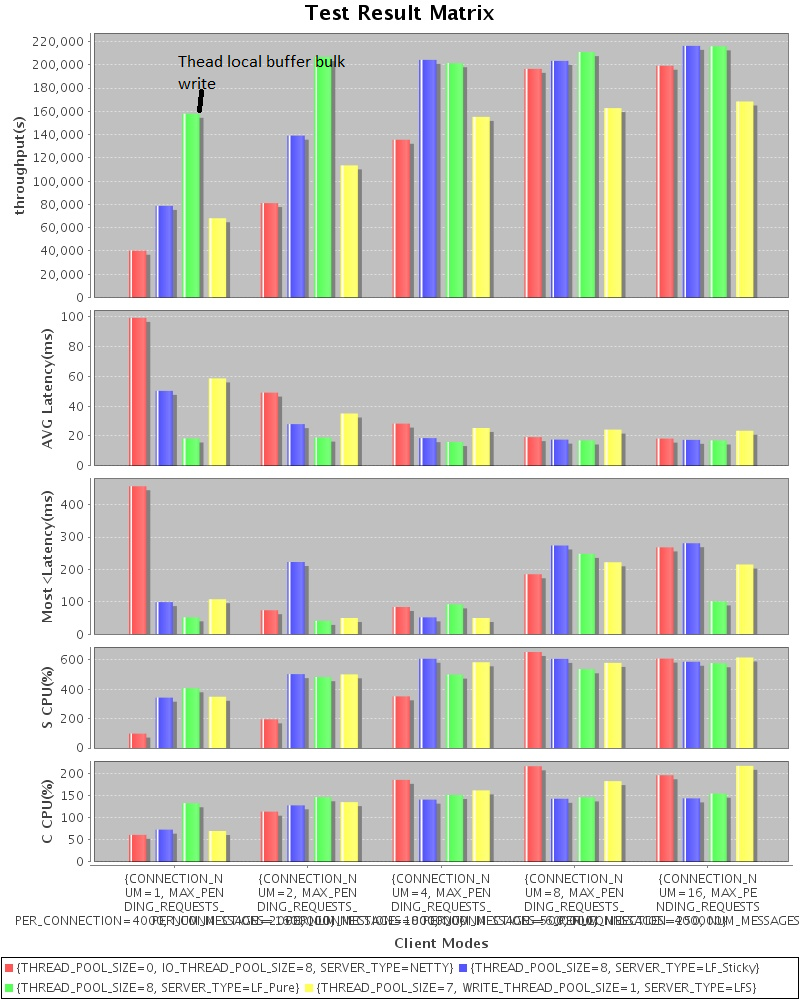 Test Result Matrix
throughput(s)
220,000
200,000
180,000
160,000
140,000
120,000
100,000
80,000
60,000
40,000
20,000
0
Thead local buffer bulk
write
AVG Latency(ms)
100
80
60
40
20
0
Most <Latency(ms)
400
300
200
100
0
S CPU(%)
600
400
200
0
C CPU(%)
200
150
100
50
0
{CONNECTION_N
UM=1, MAX_PEN
DING_REQUESTS_
PER_CONNECTION=4000,
{CONNECTION_N
UM=2, MAX_PEN
DING_REQUESTS_
{CONNECTION_N
UM=4, MAX_PEN
DING_REQUESTS_
{CONNECTION_N
UM=8, MAX_PEN
DING_REQUESTS_
{CONNECTION_N
UM=16, MAX_PE
NDING_REQUESTS
NUM_MESSAGES
Client Modes
{THREAD_POOL_SIZE=0, IO_THREAD_POOL_SIZE=8, SERVER_TYPE=NETTY} {THREAD_POOL_SIZE=8, SERVER_TYPE=LF_Sticky}
{THREAD_POOL_SIZE=8, SERVER_TYPE=LF_Pure} {THREAD_POOL_SIZE=7, WRITE_THREAD_POOL_SIZE=1, SERVER_TYPE=LFS}